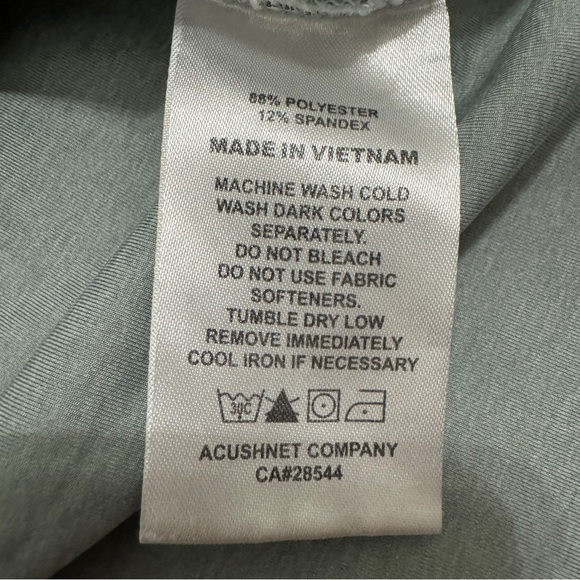 88% POLYESTER
12% SPANDEX
MADE IN VIETNAM
MACHINE WASH COLD
WASH DARK COLORS
SEPARATELY.
DO NOT BLEACH
DO NOT USE FABRIC
SOFTENERS.
TUMBLE DRY LOW
REMOVE IMMEDIATELY
COOL IRON IF NECESSARY
30C
ACUSHNET COMPANY
CA#28544